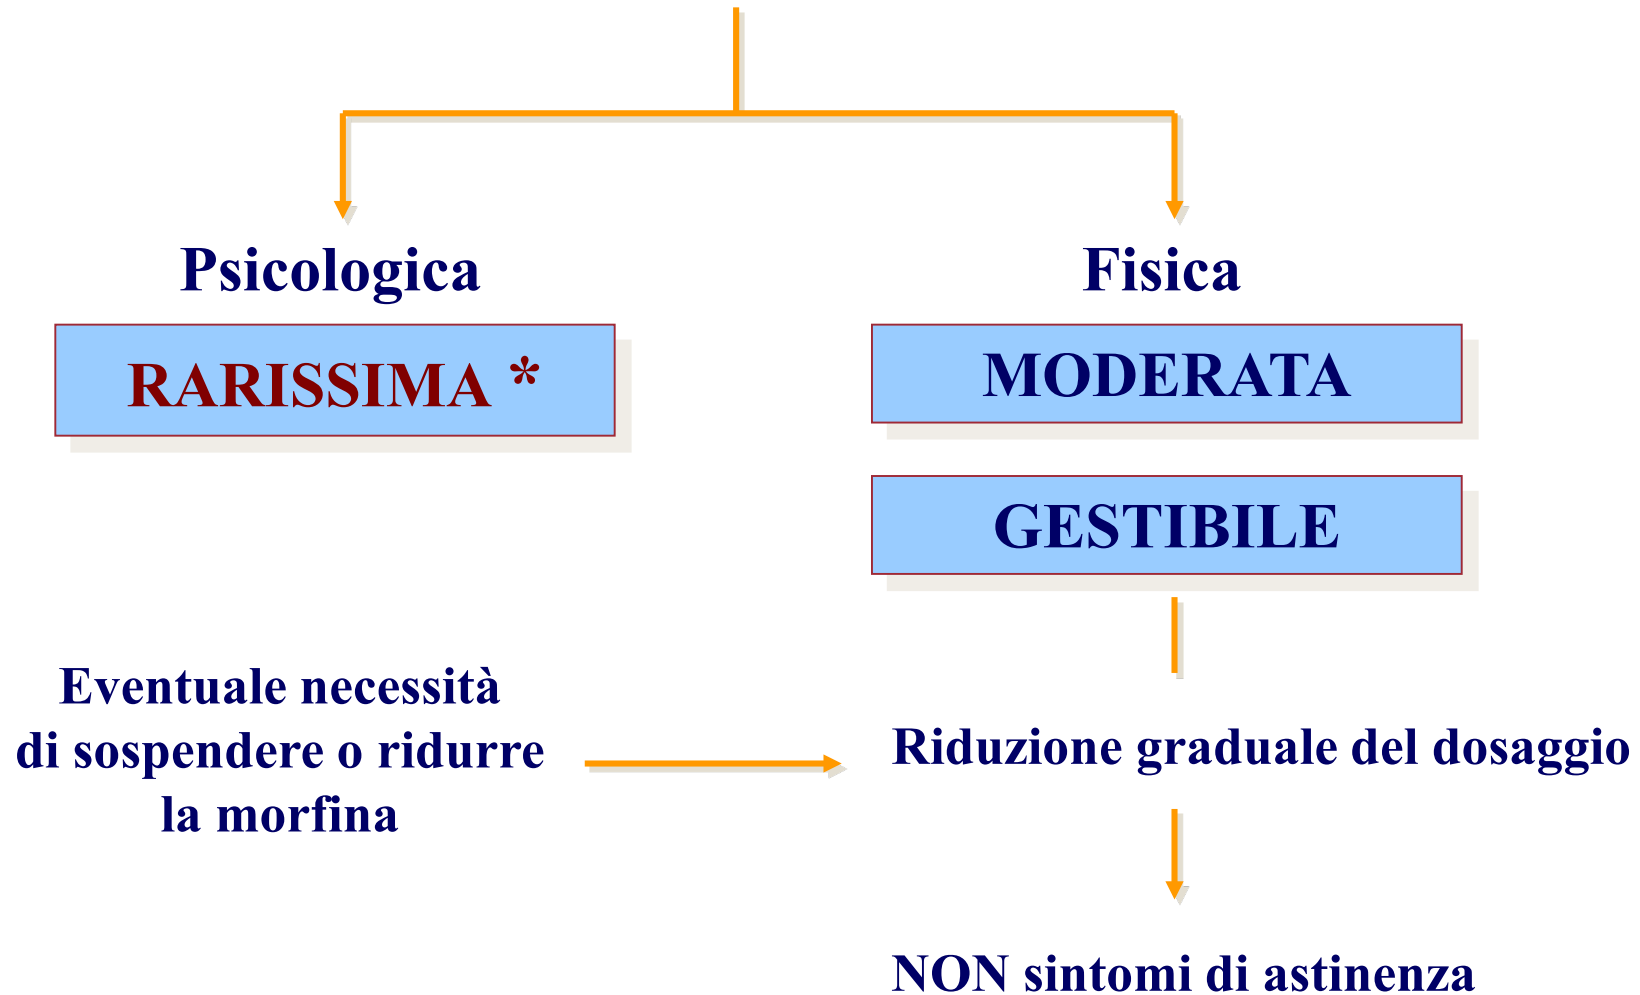 Psicologica
Fisica
RARISSIMA *
MODERATA
GESTIBILE
Eventuale necessità
di sospendere o ridurre
la morfina
Riduzione graduale del dosaggio
NON sintomi di astinenza